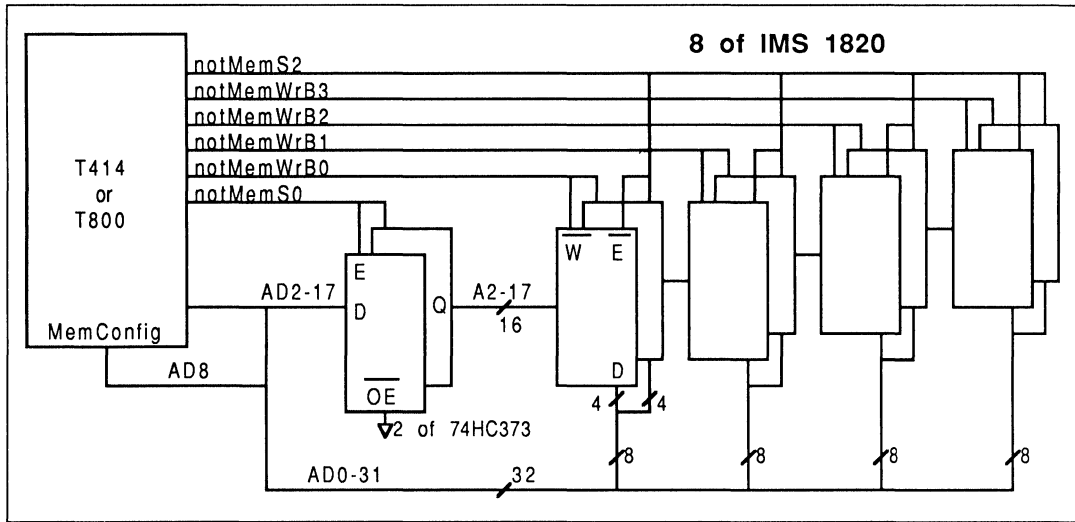 8 of IMS 1820
notMemS2
notMemWrB3
notMemWrB2
notMemWrB1
notMemWrB0
notMemS0
T414
or
T800
MemConfig
W E
E
D
Q
AD2-17
A2-17
16
D
OE
AD8
4 4
2 of 74HC373
8 8 8 8
AD0-31
32